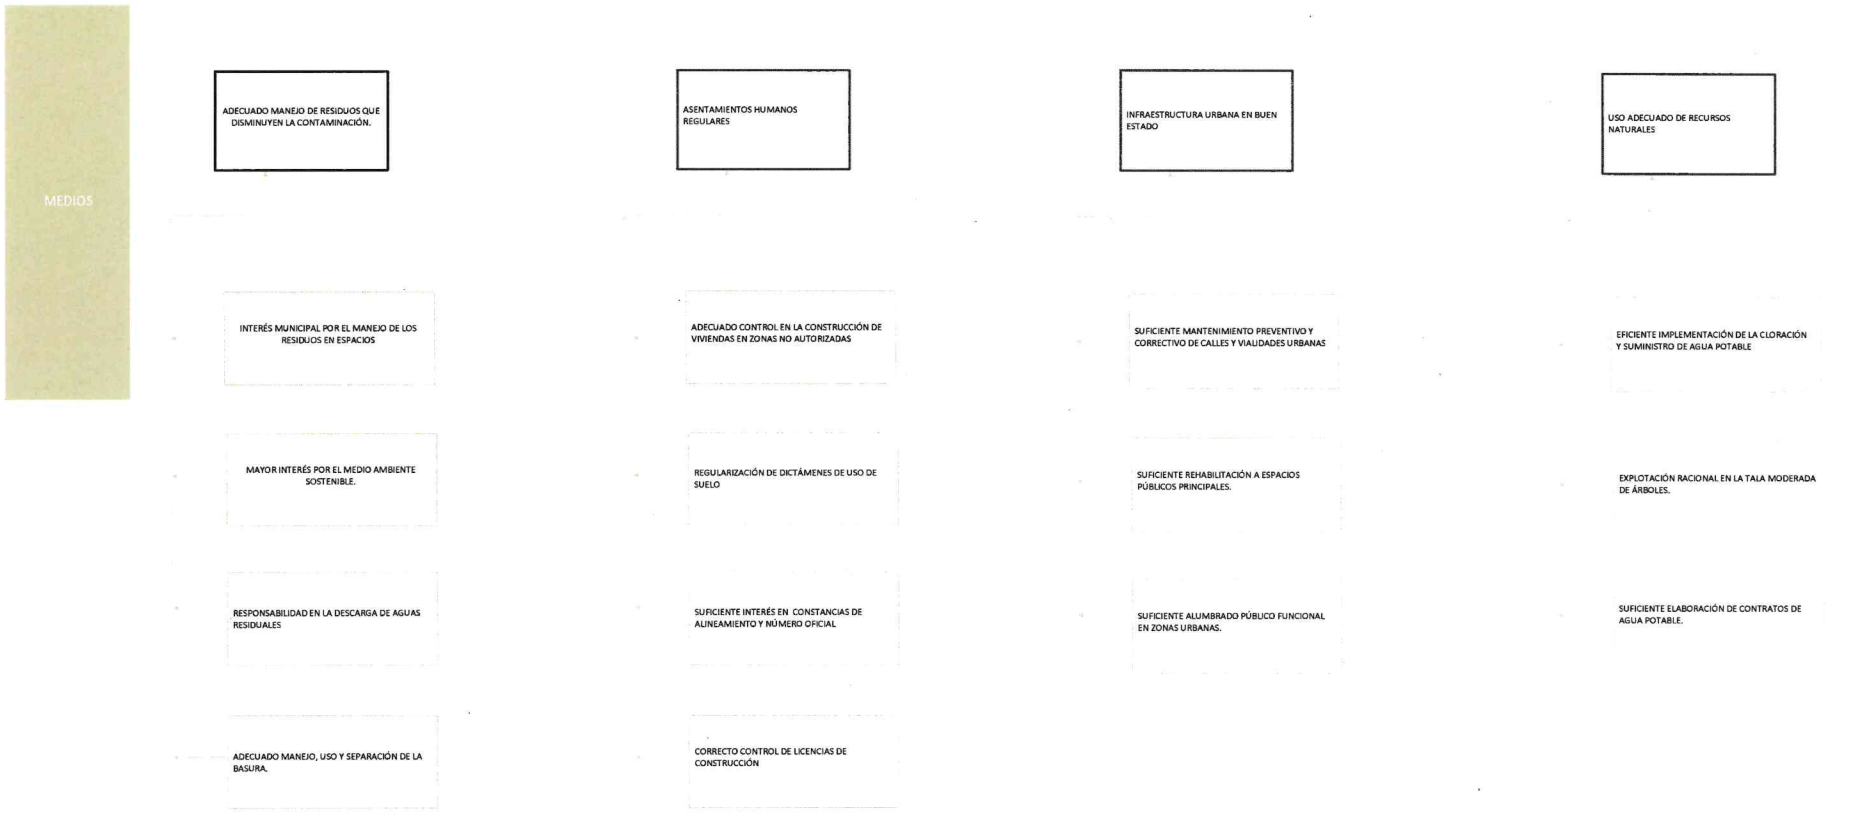 MEDIOS
ADECUADO MANEJO DE RESIDUOS QUE
DISMINUYEN LA CONTAMINACIÓN.
ASENTAMIENTOS HUMANOS
REGULARES
INFRAESTRUCTURA URBANA EN BUEN
ESTADO
USO ADECUADO DE RECURSOS
NATURALES
INTERÉS MUNICIPAL POR EL MANEJO DE LOS
RESIDUOS EN ESPACIOS
ADECUADO CONTROL EN LA CONSTRUCCIÓN DE
VIVIENDAS EN ZONAS NO AUTORIZADAS
SUFICIENTE MANTENIMIENTO PREVENTIVO Y
CORRECTIVO DE CALLES Y VIALIDADES URBANAS
EFICIENTE IMPLEMENTACIÓN DE LA CLORACIÓN
Y SUMINISTRO DE AGUA POTABLE
MAYOR INTERÉS POR EL MEDIO AMBIENTE
SOSTENIBLE.
REGULARIZACIÓN DE DICTÁMENES DE USO DE
SUELO
SUFICIENTE REHABILITACIÓN A ESPACIOS
PÚBLICOS PRINCIPALES.
EXPLOTACIÓN RACIONAL EN LA TALA MODERADA
DE ÁRBOLES.
RESPONSABILIDAD EN LA DESCARGA DE AGUAS
RESIDUALES
SUFICIENTE INTERÉS EN CONSTANCIAS DE
ALINEAMIENTO Y NÚMERO OFICIAL
SUFICIENTE ALUMBRADO PÚBLICO FUNCIONAL
EN ZONAS URBANAS.
SUFICIENTE ELABORACIÓN DE CONTRATOS DE
AGUA POTABLE.
ADECUADO MANEJO, USO Y SEPARACIÓN DE LA
BASURA.
CORRECTO CONTROL DE LICENCIAS DE
CONSTRUCCIÓN